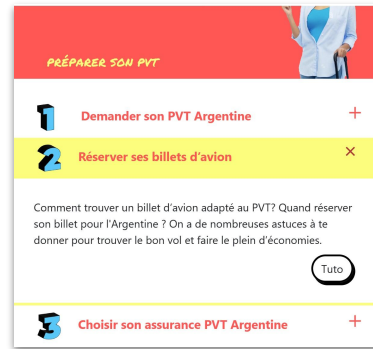 PRÉPARER SON PVT
1 Demander son PVT Argentine +
2 Réserver ses billets d’avion ×
Comment trouver un billet d’avion adapté au PVT? Quand réserver
son billet pour l'Argentine ? On a de nombreuses astuces à te
donner pour trouver le bon vol et faire le plein d’économies.
Tuto
3 Choisir son assurance PVT Argentine +